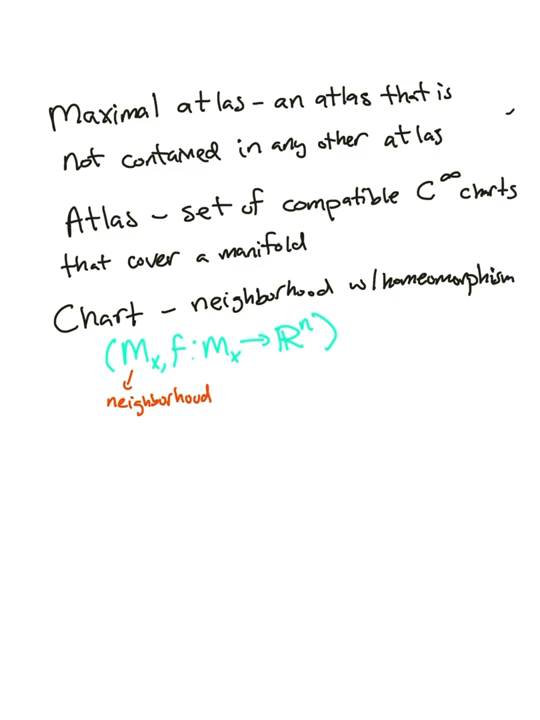 Maximal atlas - an atlas that is
not contained in any other atlas
Atlas - set of compatible C^∞ charts
that cover a manifold
Chart - neighborhood w/ homeomorphism
(M_x, f: M_x → ℝ^n)
neighborhood